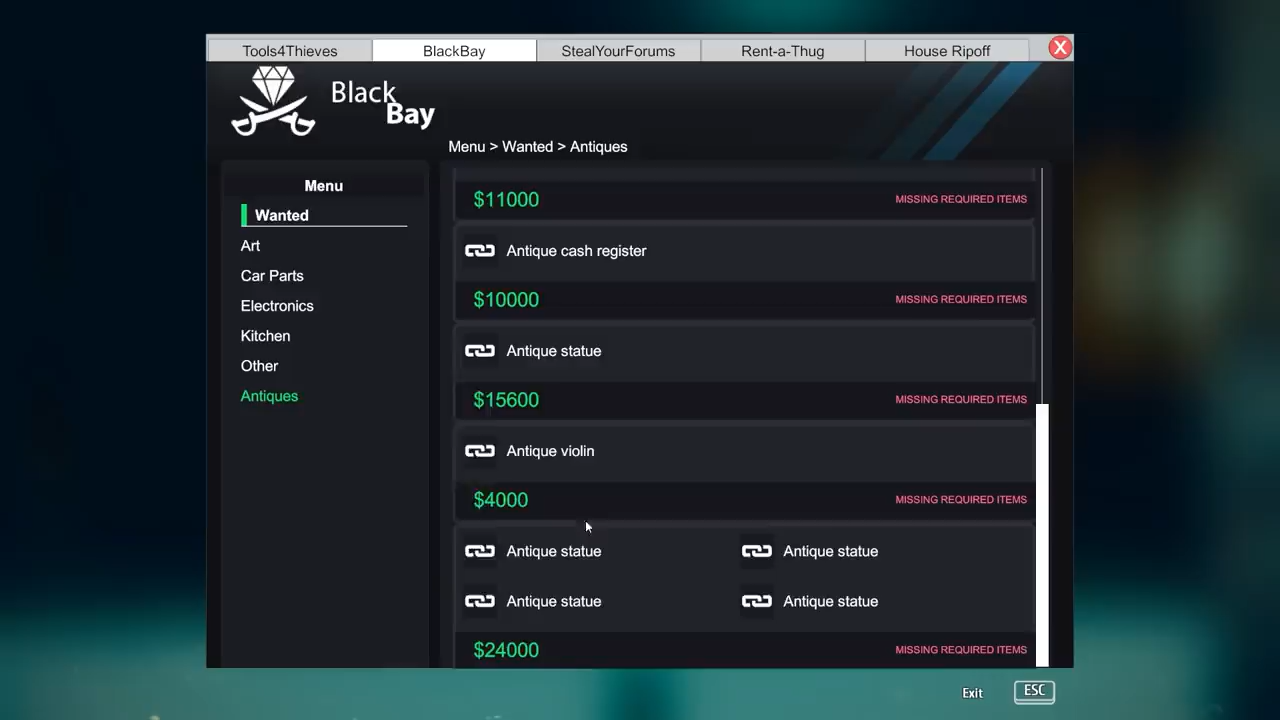 Tools4Thieves
BlackBay
StealYourForums
Rent-a-Thug
House Ripoff
X
Black
Bay
Menu > Wanted > Antiques
Menu
Wanted
Art
Car Parts
Electronics
Kitchen
Other
Antiques
$11000
MISSING REQUIRED ITEMS
Antique cash register
$10000
MISSING REQUIRED ITEMS
Antique statue
$15600
MISSING REQUIRED ITEMS
Antique violin
$4000
MISSING REQUIRED ITEMS
Antique statue
Antique statue
Antique statue
Antique statue
$24000
MISSING REQUIRED ITEMS
Exit
ESC